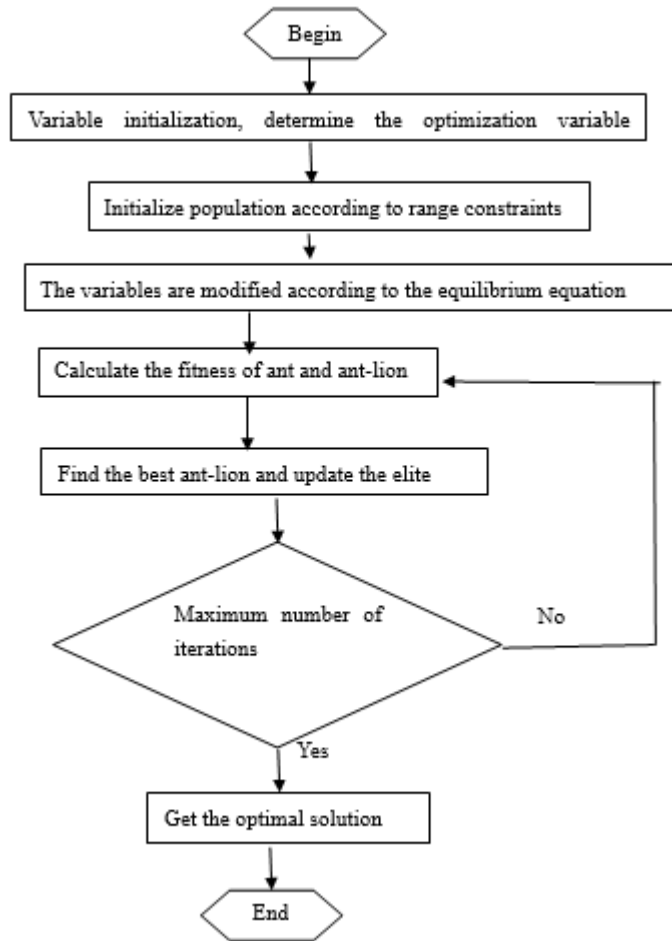 Begin
Variable initialization, determine the optimization variable
Initialize population according to range constraints
The variables are modified according to the equilibrium equation
Calculate the fitness of ant and ant-lion
Find the best ant-lion and update the elite
Maximum number of
iterations
No
Yes
Get the optimal solution
End